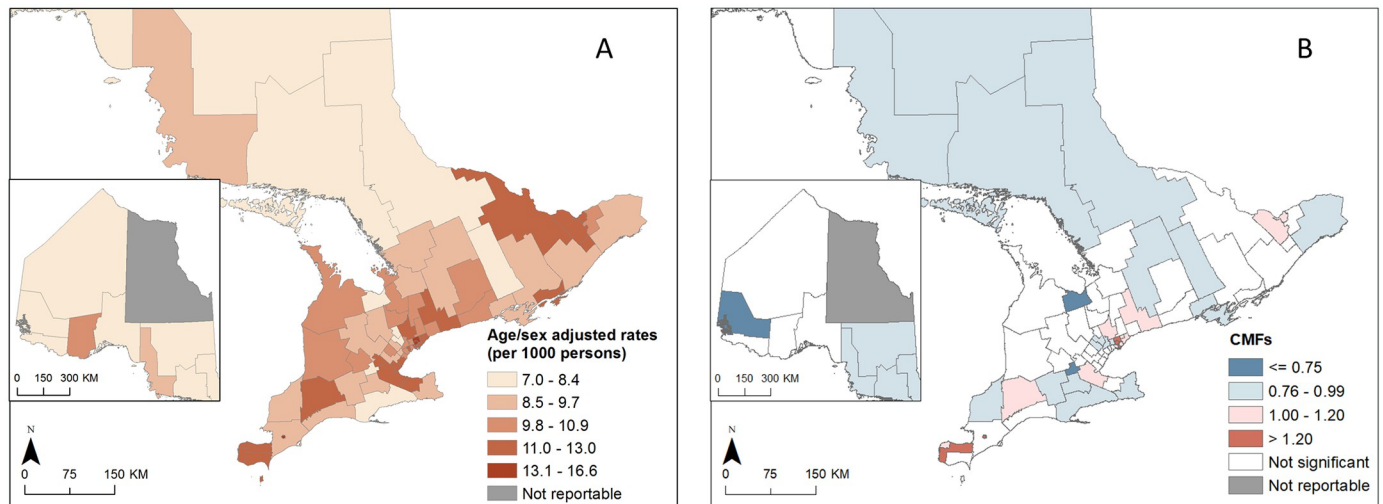 A
Age/sex adjusted rates
(per 1000 persons)
7.0 - 8.4
8.5 - 9.7
9.8 - 10.9
11.0 - 13.0
13.1 - 16.6
Not reportable
0 150 300 KM
N
0 75 150 KM
B
CMFs
<= 0.75
0.76 - 0.99
1.00 - 1.20
> 1.20
Not significant
Not reportable
0 150 300 KM
N
0 75 150 KM